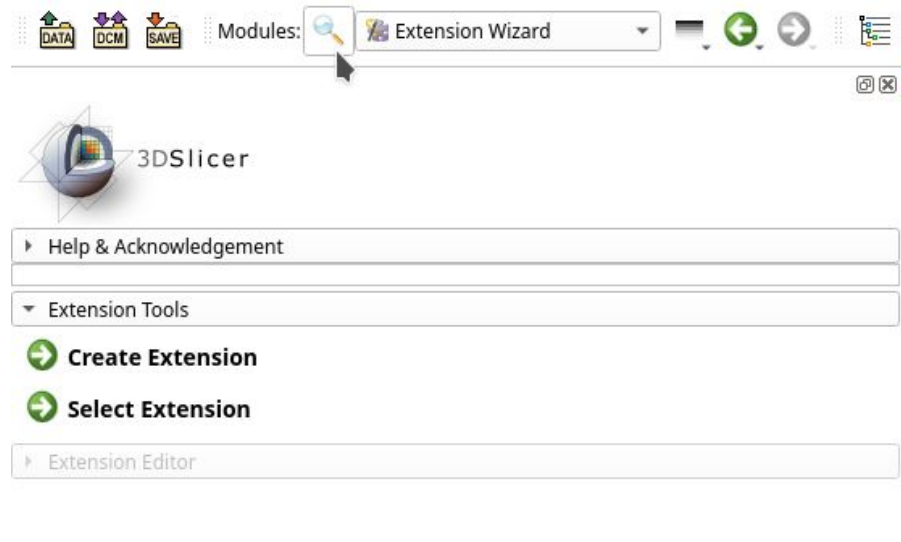 DATA DCM SAVE Modules: Extension Wizard
3DSlicer
Help & Acknowledgement
Extension Tools
Create Extension
Select Extension
Extension Editor